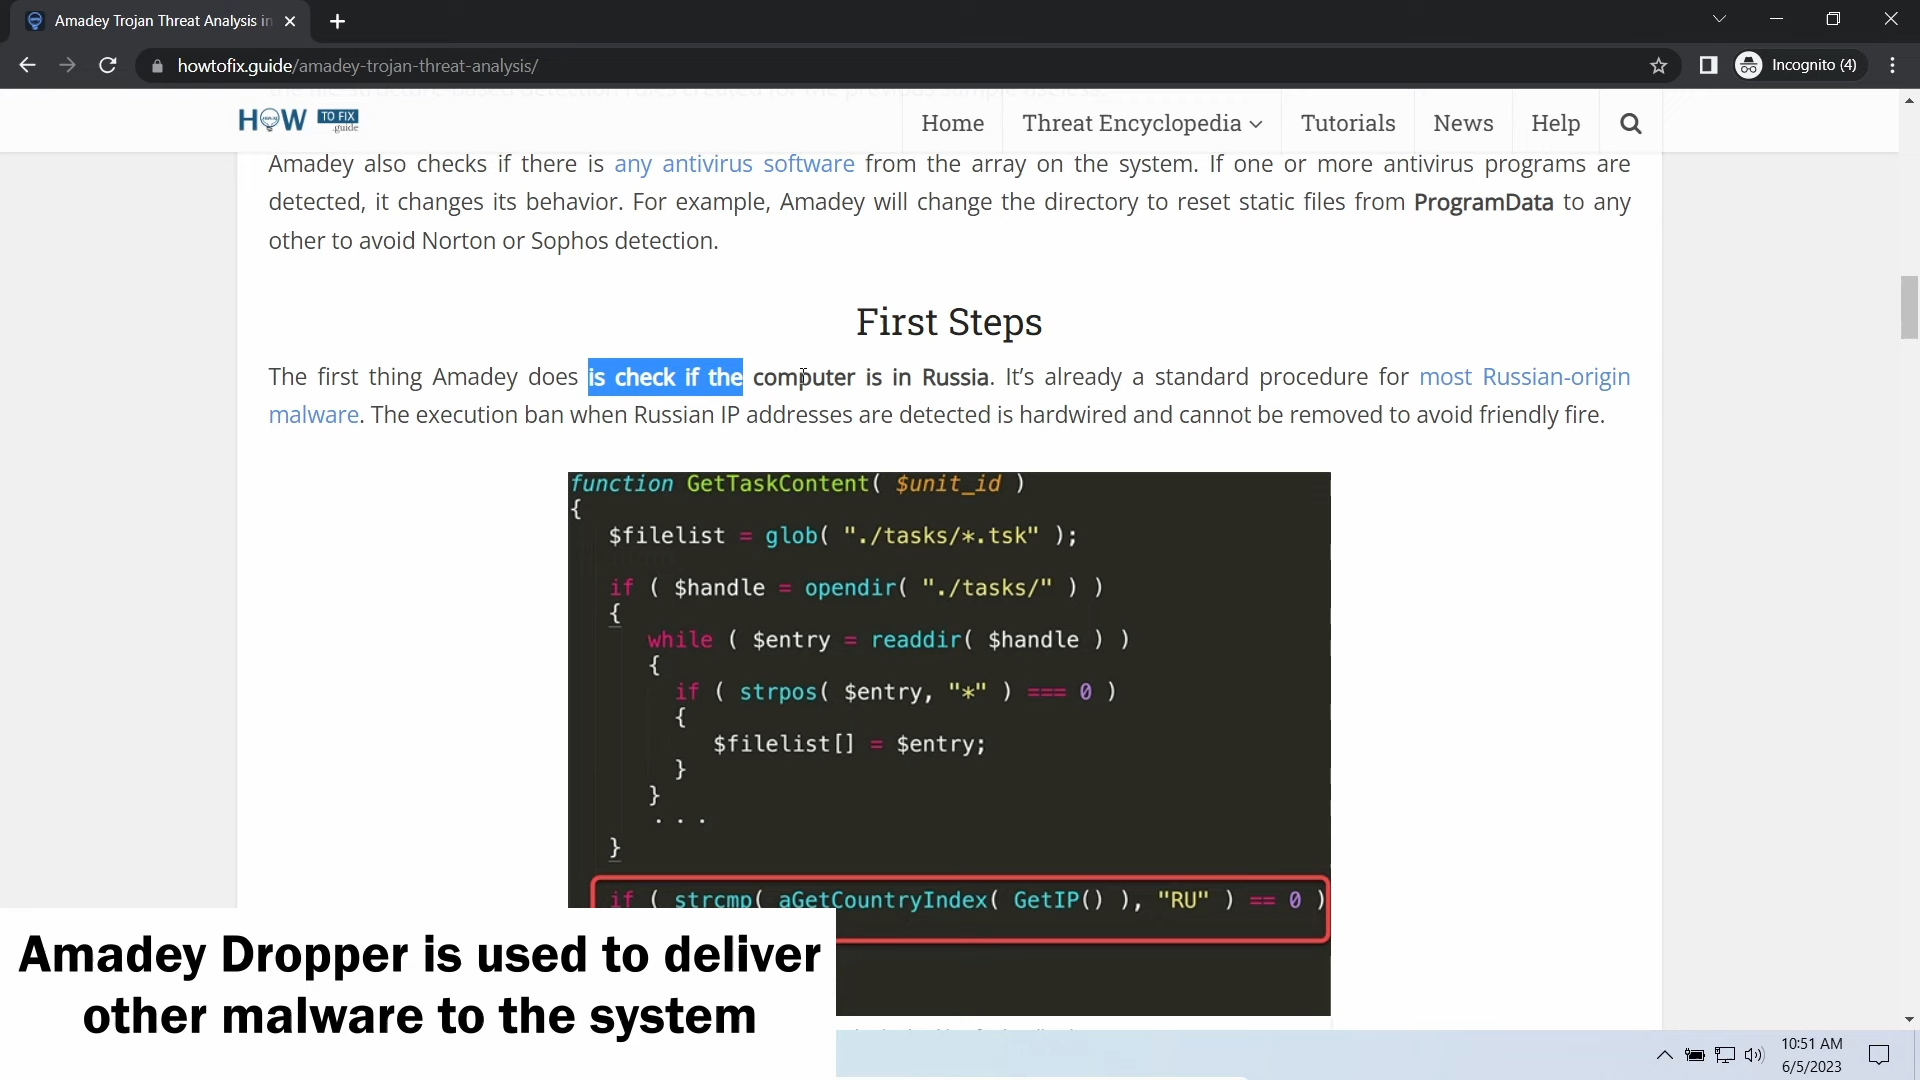 Amadey Trojan Threat Analysis in
howtofix.guide/amadey-trojan-threat-analysis/
Incognito (4)
HOW TO FIX .guide
Home Threat Encyclopedia Tutorials News Help
Amadey also checks if there is any antivirus software from the array on the system. If one or more antivirus programs are
detected, it changes its behavior. For example, Amadey will change the directory to reset static files from ProgramData to any
other to avoid Norton or Sophos detection.
First Steps
The first thing Amadey does is check if the computer is in Russia. It’s already a standard procedure for most Russian-origin
malware. The execution ban when Russian IP addresses are detected is hardwired and cannot be removed to avoid friendly fire.
function GetTaskContent( $unit_id )
{
$filelist = glob( "./tasks/*.tsk" );
if ( $handle = opendir( "./tasks/" ) )
{
while ( $entry = readdir( $handle ) )
{
if ( strpos( $entry, "*" ) === 0 )
{
$filelist[] = $entry;
}
}
. . .
}
if ( strcmp( aGetCountryIndex( GetIP() ), "RU" ) == 0 )
Amadey Dropper is used to deliver
other malware to the system
10:51 AM
6/5/2023